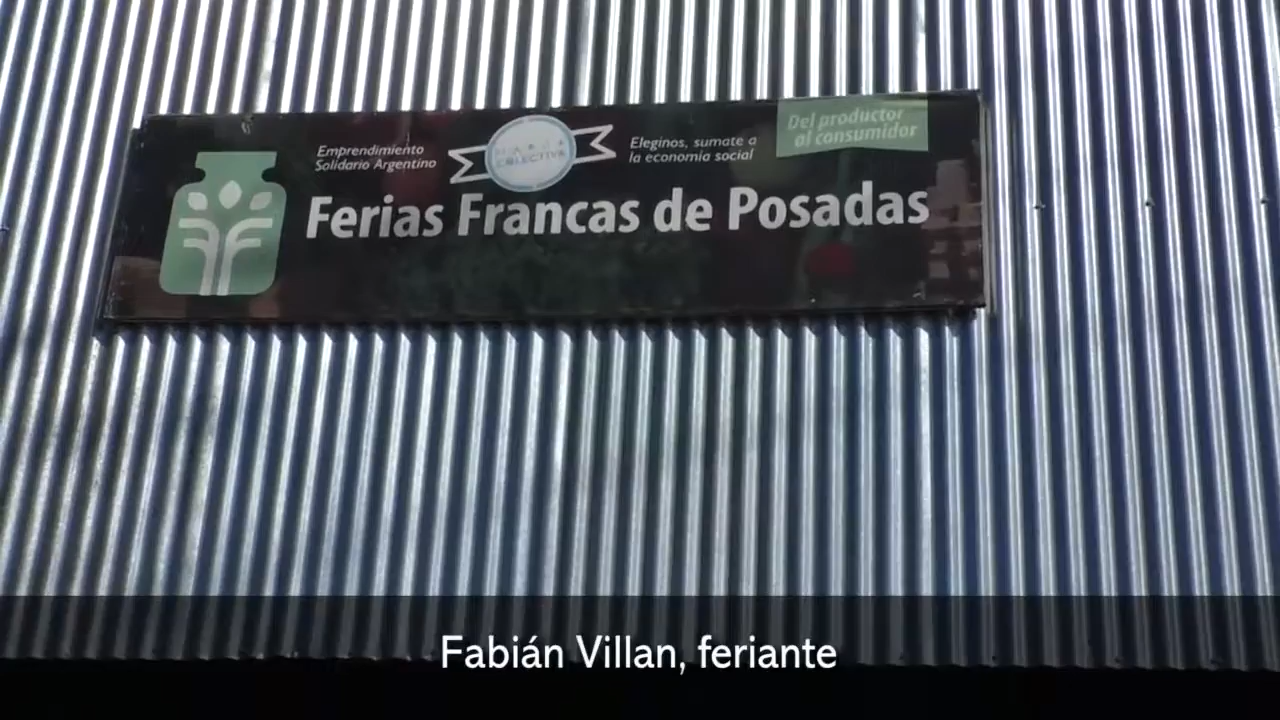 Emprendimiento
Solidario Argentino
COLECTIVA
Eleginos, sumate a
la economía social
Del productor
al consumidor
Ferias Francas de Posadas
Fabián Villan, feriante